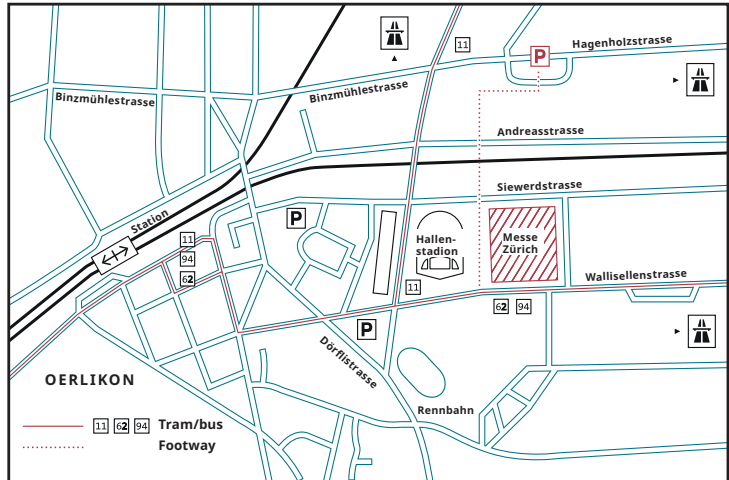 11
Hagenholzstrasse
P
Binzmühlestrasse
Binzmühlestrasse
Andreasstrasse
Siewerdstrasse
Station
P
11
94
62
Hallen-
stadion
Messe
Zürich
11
Wallisellenstrasse
62 94
P
Dörflistrasse
OERLIKON
Rennbahn
11 62 94 Tram/bus
Footway